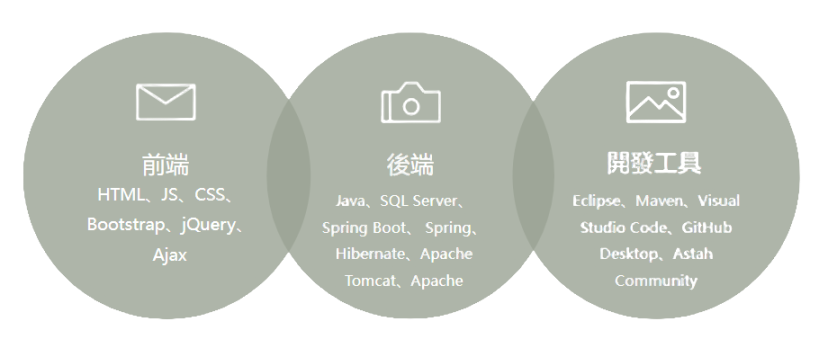 前端
HTML、JS、CSS、
Bootstrap、jQuery、
Ajax
後端
Java、SQL Server、
Spring Boot、 Spring、
Hibernate、Apache
Tomcat、Apache
開發工具
Eclipse、Maven、Visual
Studio Code、GitHub
Desktop、Astah
Community